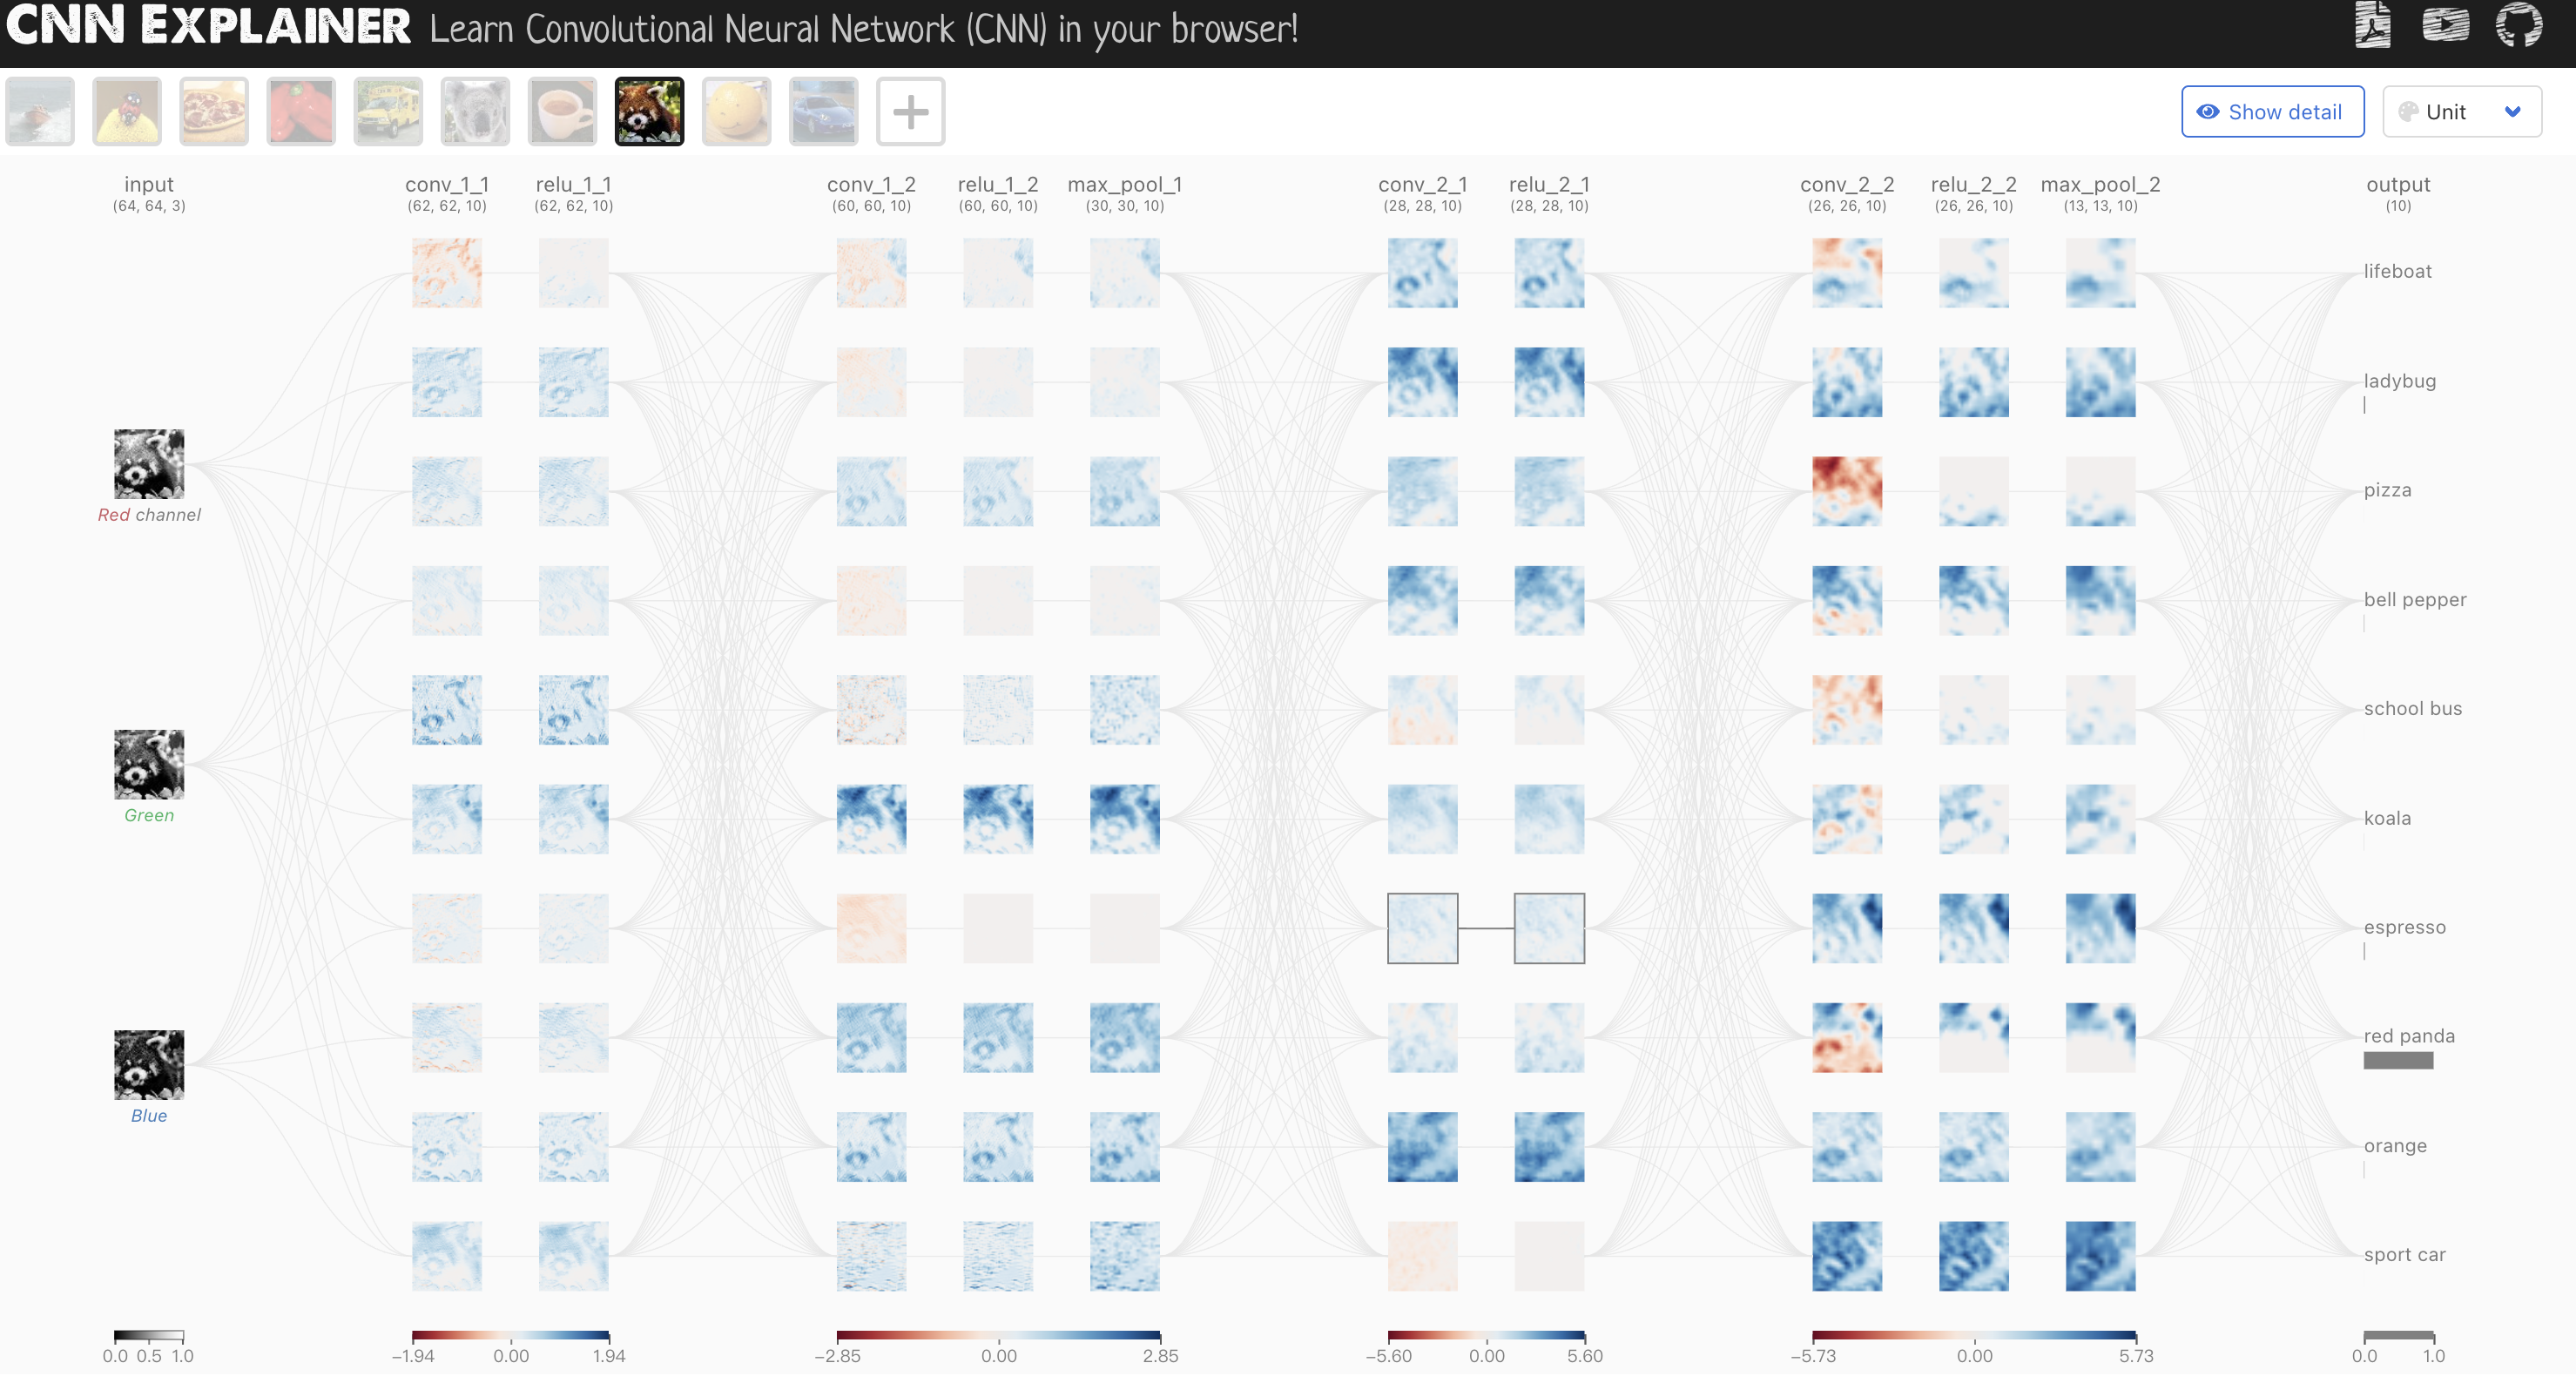 CNN EXPLAINER Learn Convolutional Neural Network (CNN) in your browser!
Show detail
Unit
input conv_1_1 relu_1_1 conv_1_2 relu_1_2 max_pool_1 conv_2_1 relu_2_1 conv_2_2 relu_2_2 max_pool_2 output
(64, 64, 3) (62, 62, 10) (62, 62, 10) (60, 60, 10) (60, 60, 10) (30, 30, 10) (28, 28, 10) (28, 28, 10) (26, 26, 10) (26, 26, 10) (13, 13, 10) (10)
Red channel
Green
Blue
lifeboat
ladybug
pizza
bell pepper
school bus
koala
espresso
red panda
orange
sport car
0.0 0.5 1.0 −1.94 0.00 1.94 −2.85 0.00 2.85 −5.60 0.00 5.60 −5.73 0.00 5.73 0.0 1.0